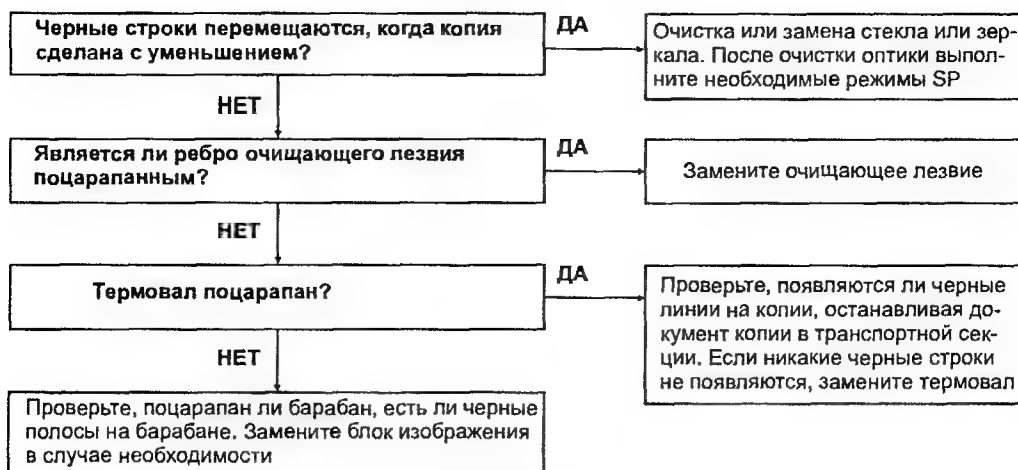 Черные строки перемещаются, когда копия
сделана с уменьшением?
ДА
Очистка или замена стекла или зер-
кала. После очистки оптики выпол-
ните необходимые режимы SP
НЕТ
Является ли ребро очищающего лезвия
поцарапанным?
ДА
Замените очищающее лезвие
НЕТ
Термовал поцарапан?
ДА
Проверьте, появляются ли черные
линии на копии, останавливая до-
кумент копии в транспортной сек-
ции. Если никакие черные строки
не появляются, замените термовал
НЕТ
Проверьте, поцарапан ли барабан, есть ли черные
полосы на барабане. Замените блок изображения
в случае необходимости